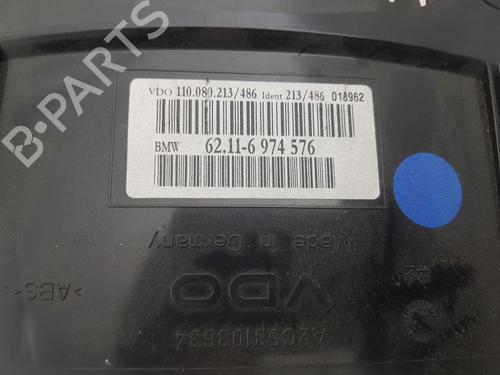 B-PARTS
VDO 110.080.213/486 Ident 213/486 018962
BMW 62.11-6 974 576
Made in Germany
>ABS<
VDO
A2C53103634